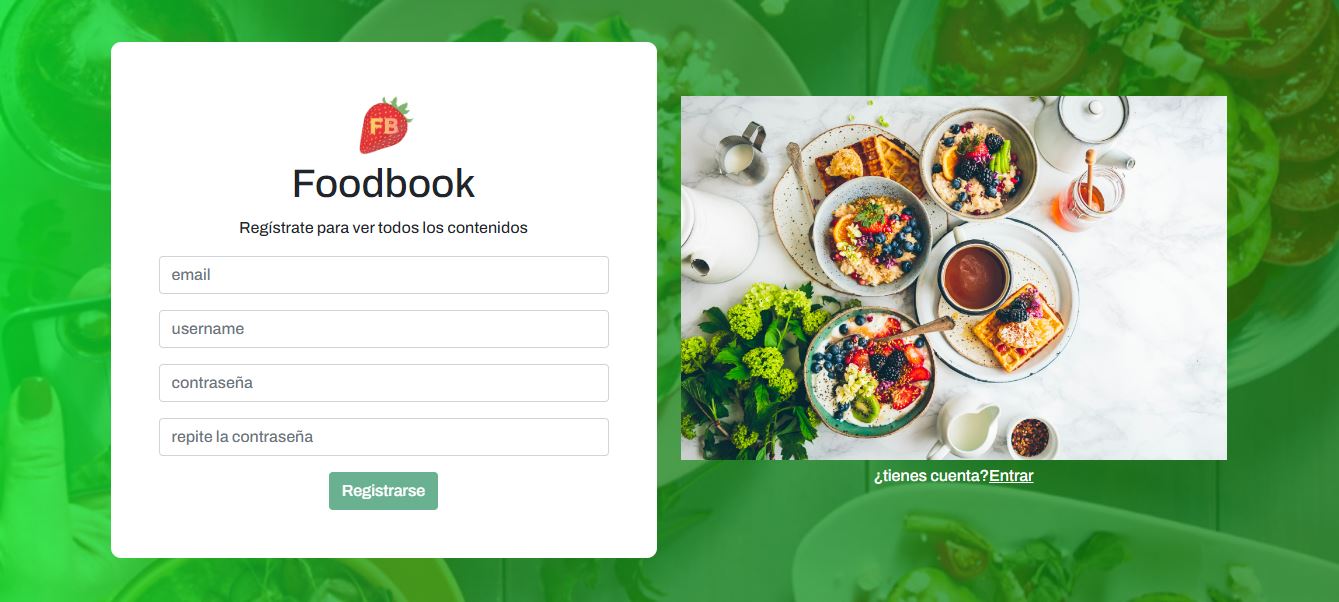 FB
Foodbook
Regístrate para ver todos los contenidos
email
username
contraseña
repite la contraseña
Registrarse
¿tienes cuenta?Entrar